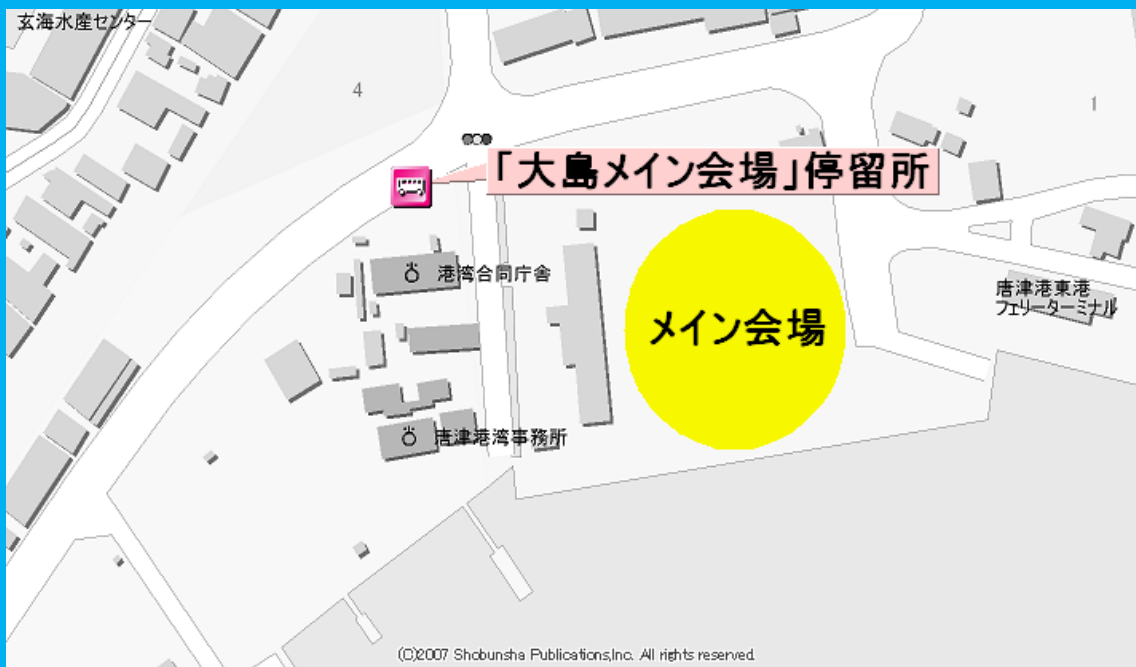 玄海水産センター
4
1
「大島メイン会場」停留所
港湾合同庁舎
唐津港東港
フェリーターミナル
メイン会場
唐津港湾事務所
(C)2007 Shobunsha Publications,Inc. All rights reserved.